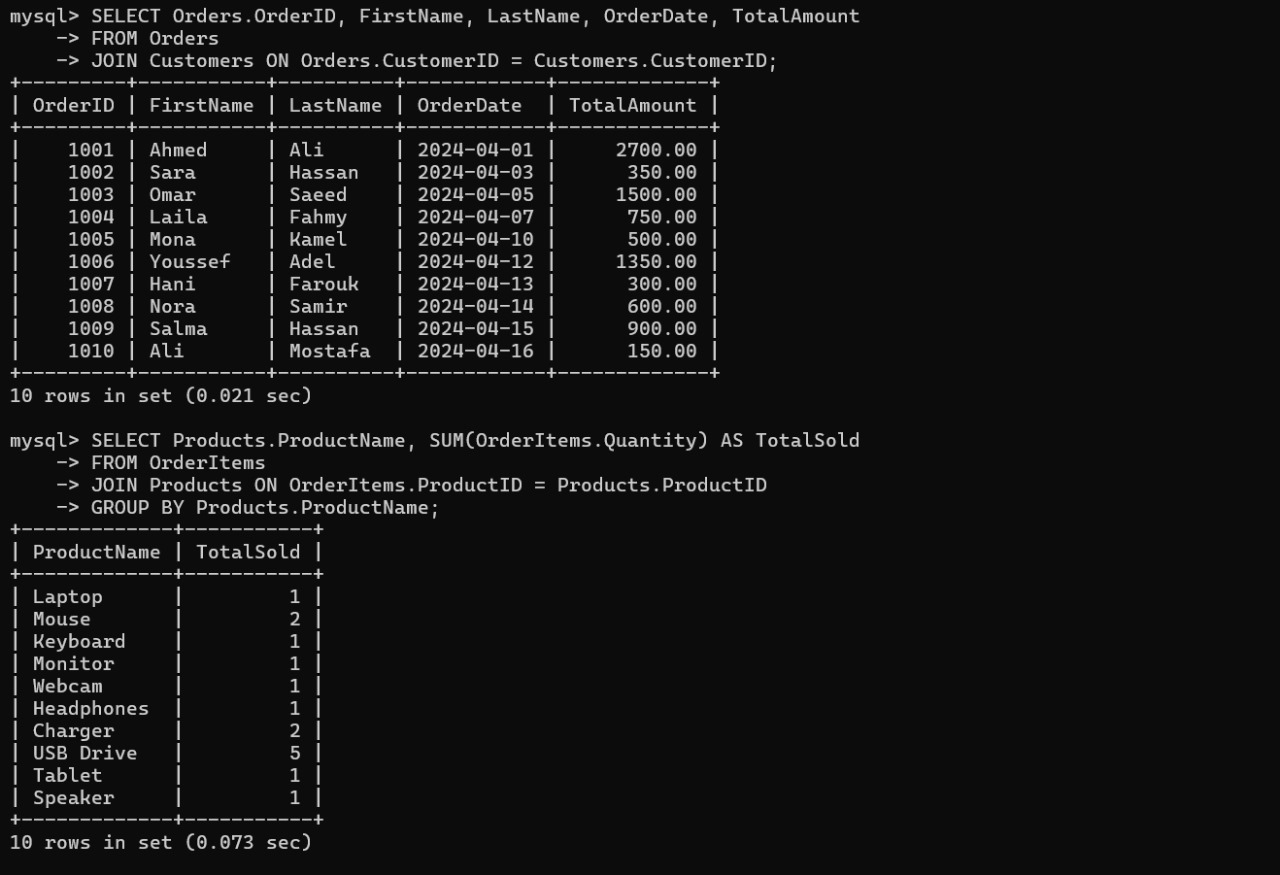 mysql> SELECT Orders.OrderID, FirstName, LastName, OrderDate, TotalAmount
    -> FROM Orders
    -> JOIN Customers ON Orders.CustomerID = Customers.CustomerID;
+---------+-----------+----------+------------+-------------+
| OrderID | FirstName | LastName | OrderDate  | TotalAmount |
+---------+-----------+----------+------------+-------------+
|    1001 | Ahmed     | Ali      | 2024-04-01 |     2700.00 |
|    1002 | Sara      | Hassan   | 2024-04-03 |      350.00 |
|    1003 | Omar      | Saeed    | 2024-04-05 |     1500.00 |
|    1004 | Laila     | Fahmy    | 2024-04-07 |      750.00 |
|    1005 | Mona      | Kamel    | 2024-04-10 |      500.00 |
|    1006 | Youssef   | Adel     | 2024-04-12 |     1350.00 |
|    1007 | Hani      | Farouk   | 2024-04-13 |      300.00 |
|    1008 | Nora      | Samir    | 2024-04-14 |      600.00 |
|    1009 | Salma     | Hassan   | 2024-04-15 |      900.00 |
|    1010 | Ali       | Mostafa  | 2024-04-16 |      150.00 |
+---------+-----------+----------+------------+-------------+
10 rows in set (0.021 sec)

mysql> SELECT Products.ProductName, SUM(OrderItems.Quantity) AS TotalSold
    -> FROM OrderItems
    -> JOIN Products ON OrderItems.ProductID = Products.ProductID
    -> GROUP BY Products.ProductName;
+-------------+-----------+
| ProductName | TotalSold |
+-------------+-----------+
| Laptop      |         1 |
| Mouse       |         2 |
| Keyboard    |         1 |
| Monitor     |         1 |
| Webcam      |         1 |
| Headphones  |         1 |
| Charger     |         2 |
| USB Drive   |         5 |
| Tablet      |         1 |
| Speaker     |         1 |
+-------------+-----------+
10 rows in set (0.073 sec)